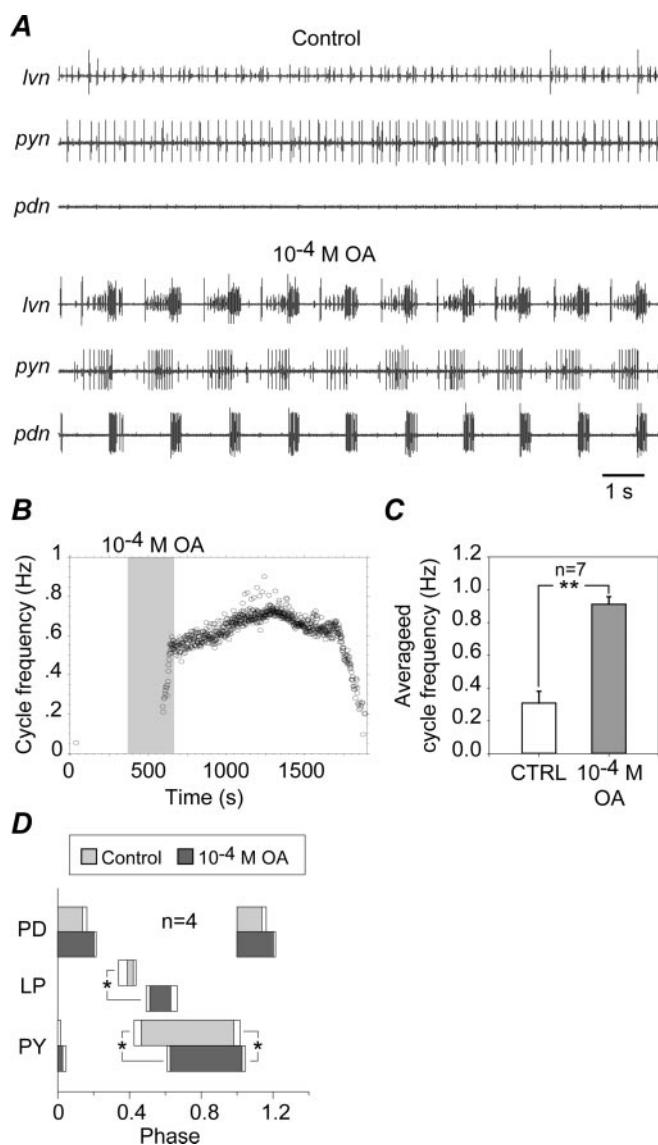 A
Control
lvn
pyn
pdn
10-4 M OA
lvn
pyn
pdn
1 s
B
10-4 M OA
Cycle frequency (Hz)
1
.8
.6
.4
.2
0
0 500 1000 1500
Time (s)
C
Averageed
cycle frequency (Hz)
1.2
1.0
0.8
0.6
0.4
0.2
0.0
n=7
**
CTRL 10-4 M
OA
D
Control 10-4 M OA
PD
n=4
LP
*
PY
* *
0 0.4 0.8 1.2
Phase